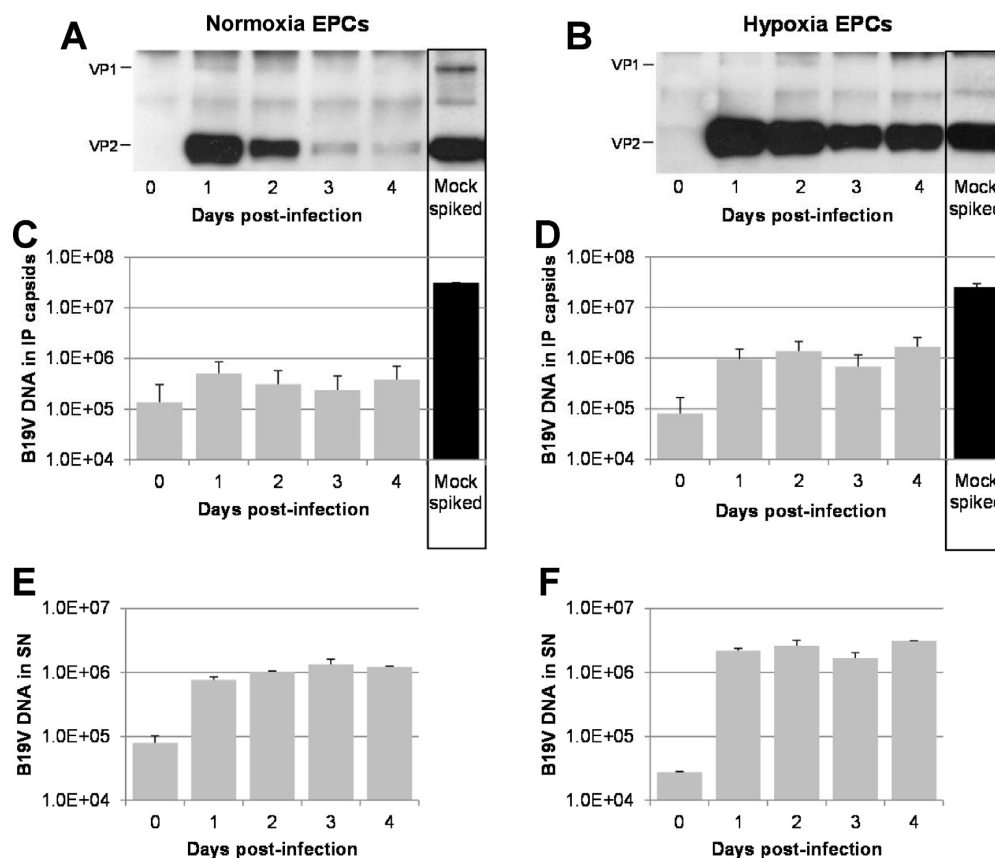 Normoxia EPCs
Hypoxia EPCs
A
VP1
VP2
0 1 2 3 4 Mock spiked
Days post-infection
B
VP1
VP2
0 1 2 3 4 Mock spiked
Days post-infection
C
B19V DNA in IP capsids
1.0E+08
1.0E+07
1.0E+06
1.0E+05
1.0E+04
0 1 2 3 4 Mock spiked
Days post-infection
D
B19V DNA in IP capsids
1.0E+08
1.0E+07
1.0E+06
1.0E+05
1.0E+04
0 1 2 3 4 Mock spiked
Days post-infection
E
B19V DNA in SN
1.0E+07
1.0E+06
1.0E+05
1.0E+04
0 1 2 3 4
Days post-infection
F
B19V DNA in SN
1.0E+07
1.0E+06
1.0E+05
1.0E+04
0 1 2 3 4
Days post-infection